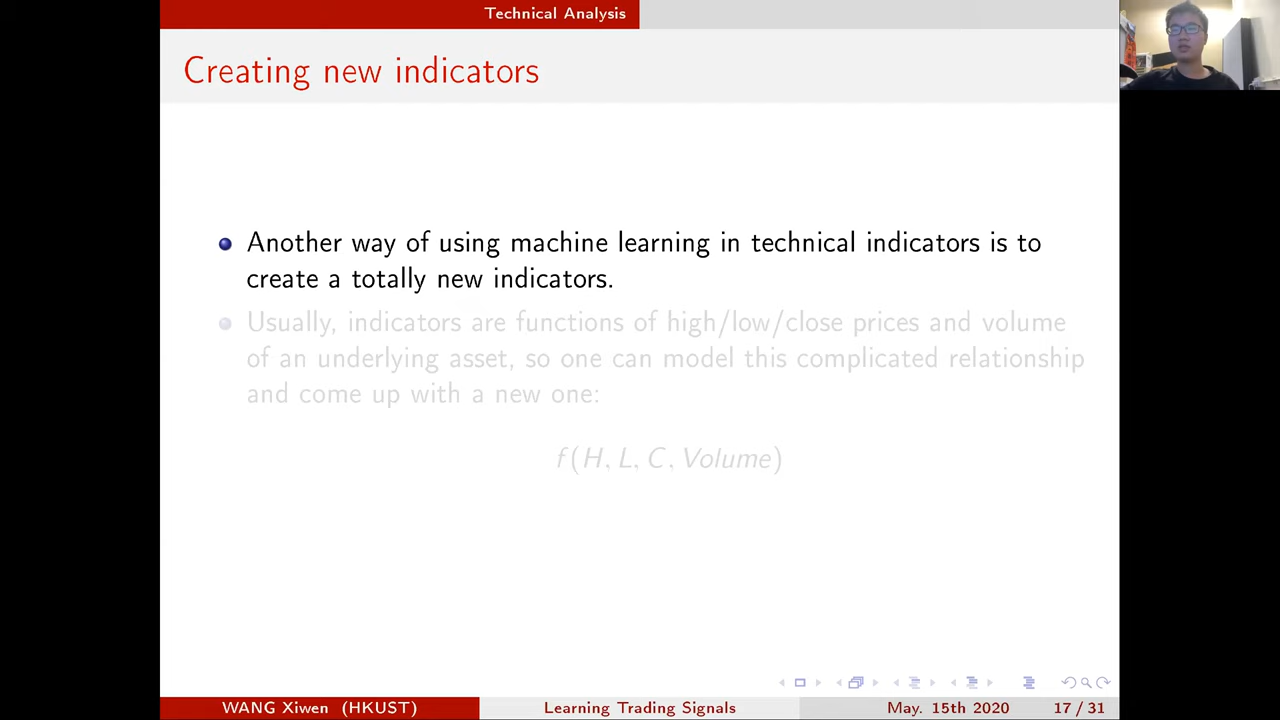 Technical Analysis
Creating new indicators
Another way of using machine learning in technical indicators is to
create a totally new indicators.
Usually, indicators are functions of high/low/close prices and volume
of an underlying asset, so one can model this complicated relationship
and come up with a new one:
f(H, L, C, Volume)
WANG Xiwen (HKUST)
Learning Trading Signals
May. 15th 2020
17 / 31